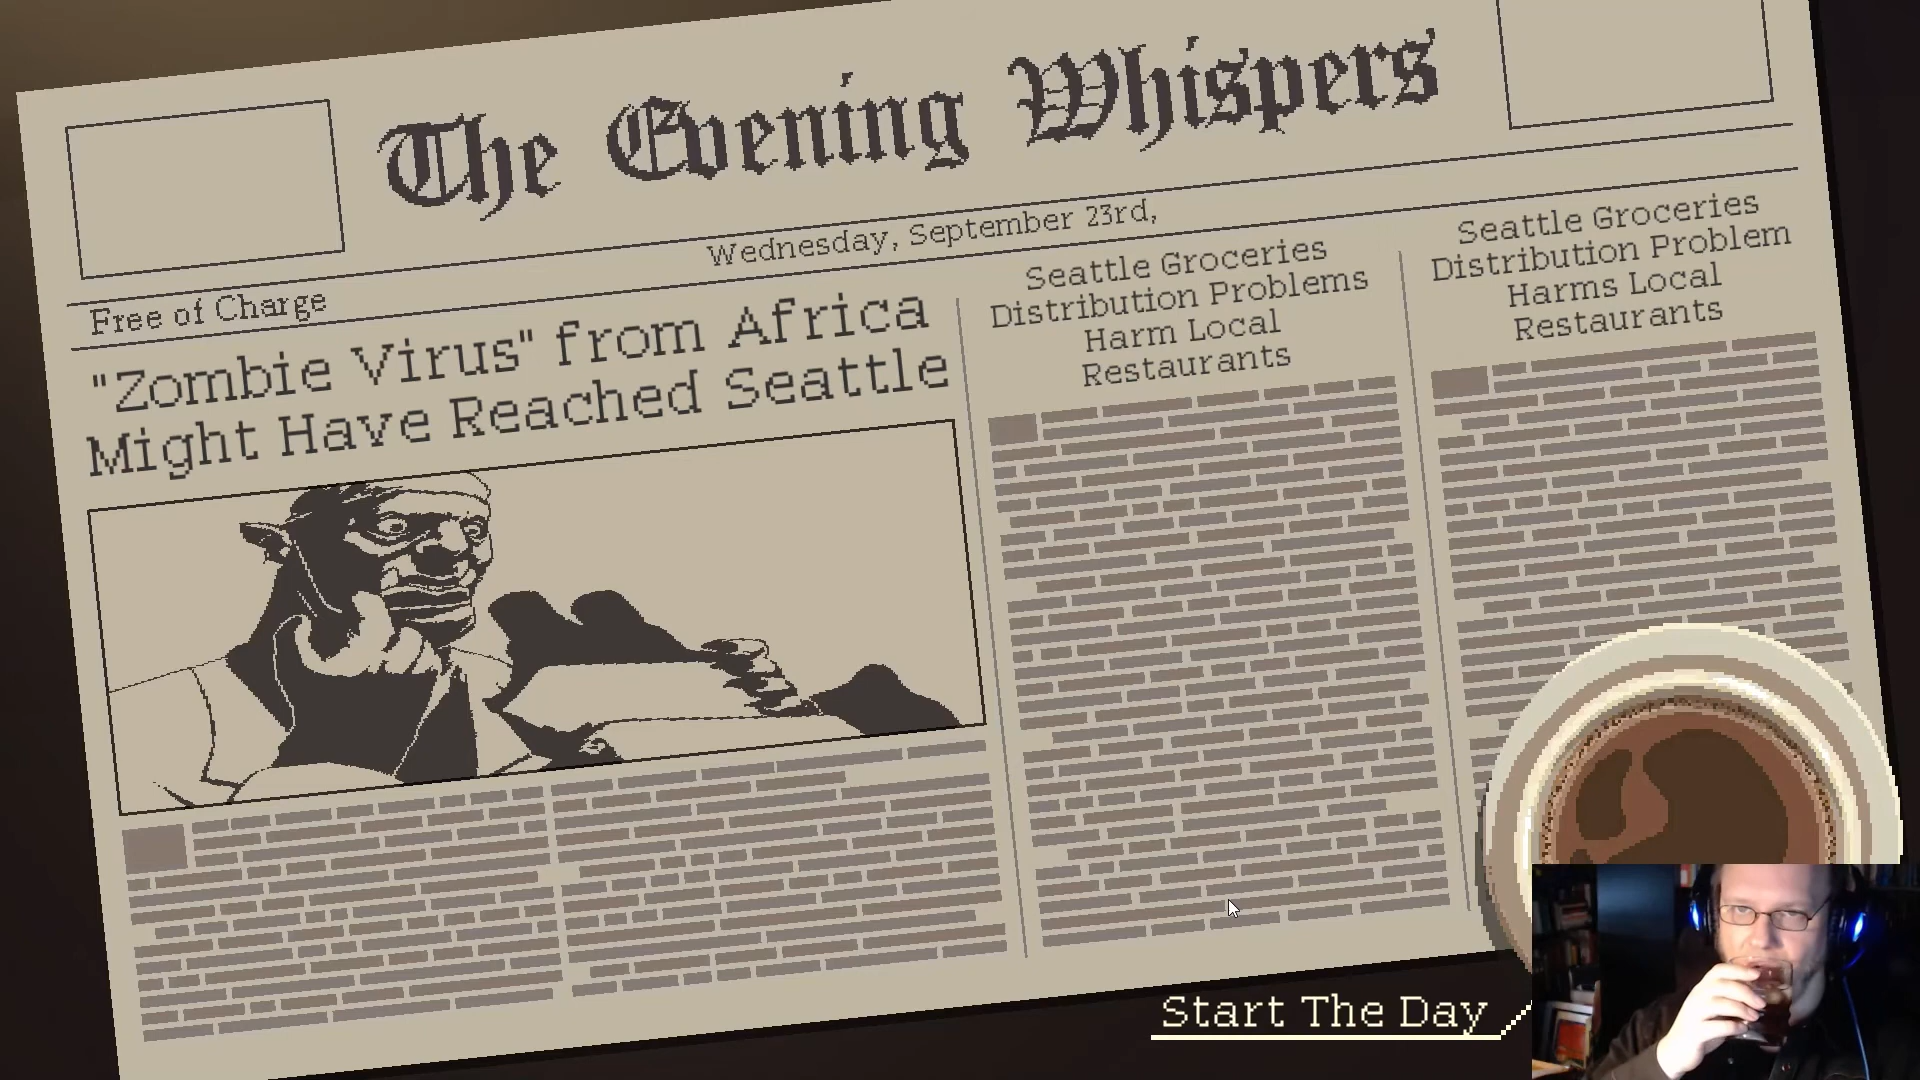 The Evening Whispers
Wednesday, September 23rd,
Free of Charge
"Zombie Virus" from Africa
Might Have Reached Seattle
Seattle Groceries
Distribution Problems
Harm Local
Restaurants
Seattle Groceries
Distribution Problem
Harms Local
Restaurants
Start The Day